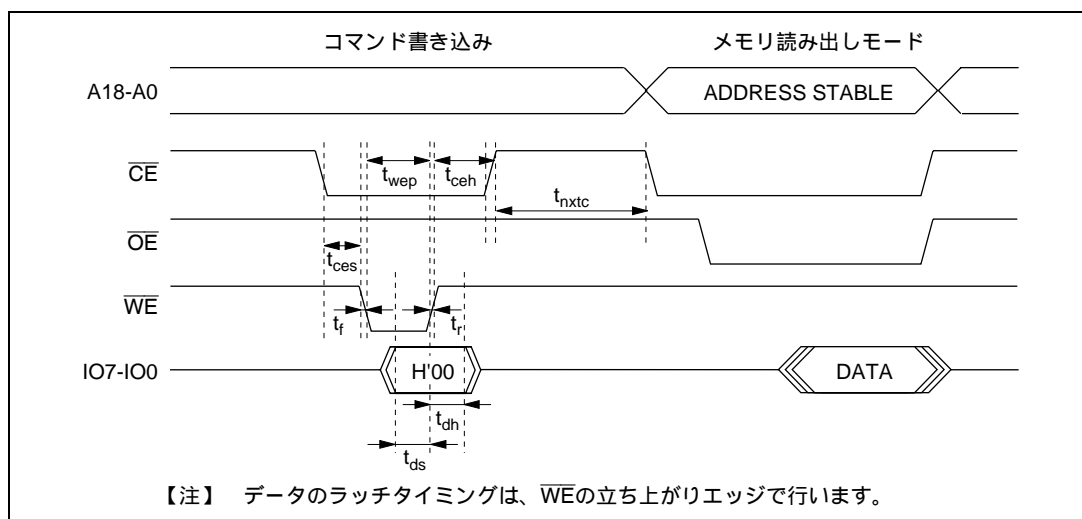 コマンド書き込み メモリ読み出しモード
A18-A0 ADDRESS STABLE
CE
twep tceh
tnxtc
OE
tces
WE
tf tr
IO7-IO0 H'00 DATA
tdh
tds
【注】 データのラッチタイミングは、WEの立ち上がりエッジで行います。